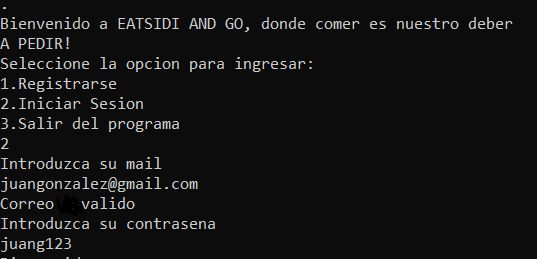 .
Bienvenido a EATSIDI AND GO, donde comer es nuestro deber
A PEDIR!
Seleccione la opcion para ingresar:
1.Registrarse
2.Iniciar Sesion
3.Salir del programa
2
Introduzca su mail
juangonzalez@gmail.com
Correo valido
Introduzca su contrasena
juang123